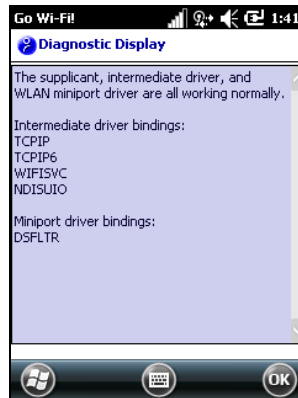 Go Wi-Fi! 1:41
Diagnostic Display
The supplicant, intermediate driver, and
WLAN miniport driver are all working normally.
Intermediate driver bindings:
TCPIP
TCPIP6
WIFISVC
NDISUIO
Miniport driver bindings:
DSFLTR
OK